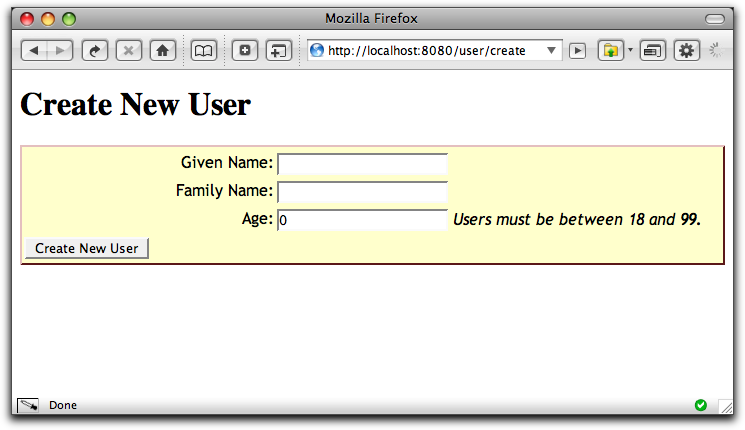 Mozilla Firefox
http://localhost:8080/user/create
Create New User
Given Name:
Family Name:
Age: 0 Users must be between 18 and 99.
Create New User
Done